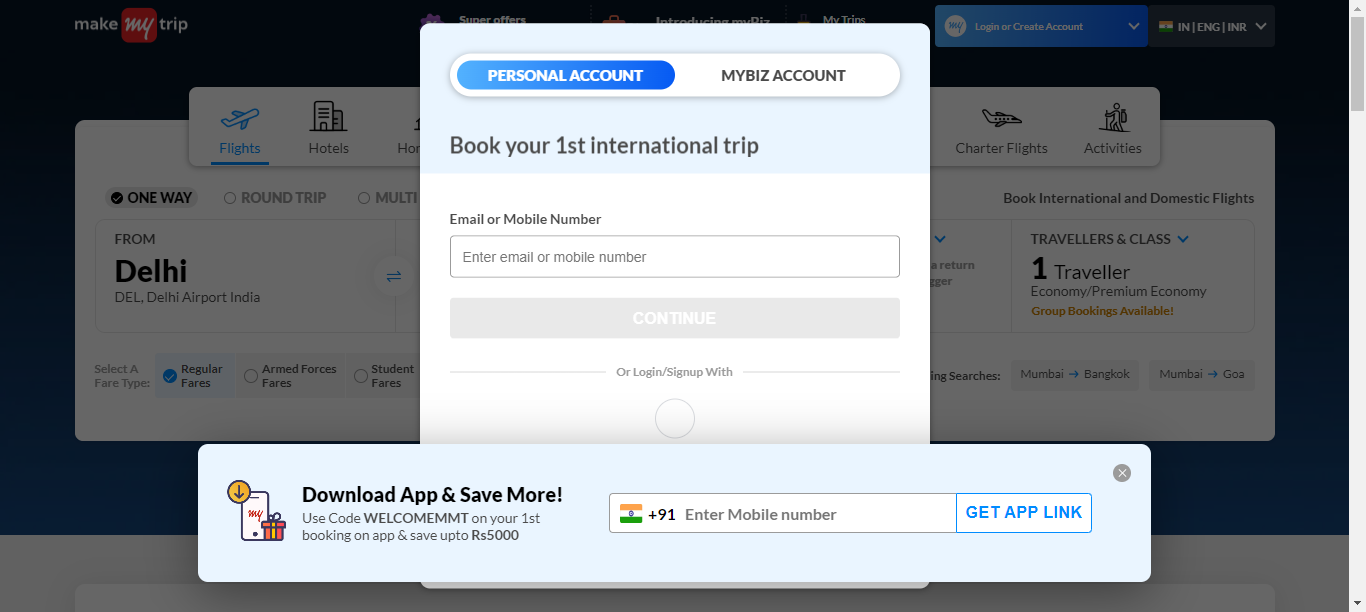 make my trip
Super offers
Introducing myBiz
My Trips
my
Login or Create Account
IN | ENG | INR
PERSONAL ACCOUNT
MYBIZ ACCOUNT
Flights
Hotels
Hom
Charter Flights
Activities
Book your 1st international trip
ONE WAY
ROUND TRIP
MULTI
Book International and Domestic Flights
Email or Mobile Number
Enter email or mobile number
FROM
Delhi
DEL, Delhi Airport India
a return
gger
TRAVELLERS & CLASS
1 Traveller
Economy/Premium Economy
Group Bookings Available!
CONTINUE
Or Login/Signup With
Select A
Fare Type:
Regular
Fares
Armed Forces
Fares
Student
Fares
ing Searches:
Mumbai → Bangkok
Mumbai → Goa
my
Download App & Save More!
Use Code WELCOMEMMT on your 1st
booking on app & save upto Rs5000
+91 Enter Mobile number
GET APP LINK